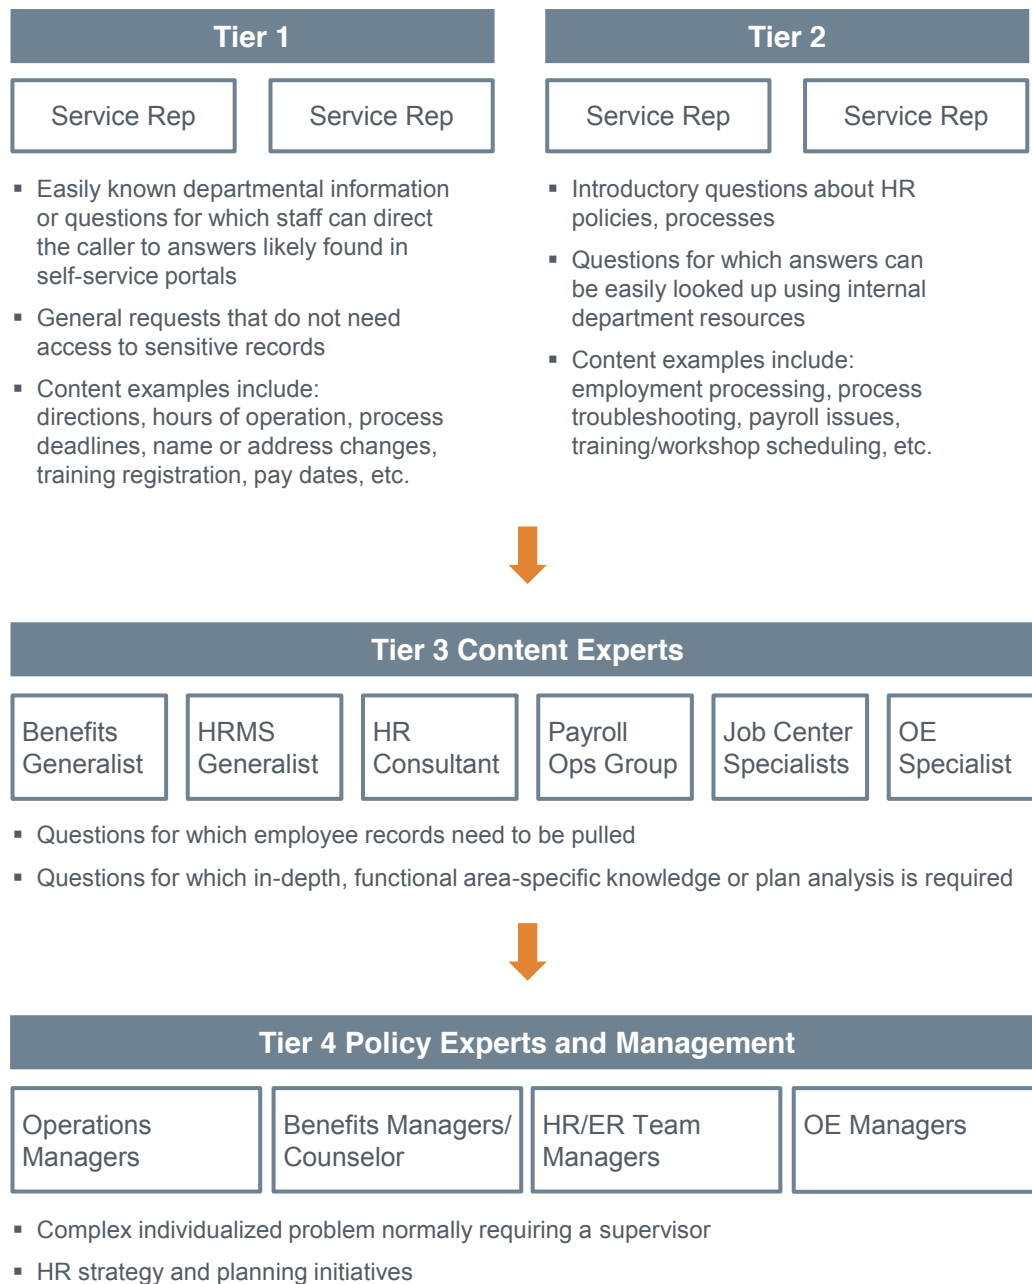 Tier 1
Service Rep
Service Rep
▪ Easily known departmental information
or questions for which staff can direct
the caller to answers likely found in
self-service portals
▪ General requests that do not need
access to sensitive records
▪ Content examples include:
directions, hours of operation, process
deadlines, name or address changes,
training registration, pay dates, etc.
Tier 2
Service Rep
Service Rep
▪ Introductory questions about HR
policies, processes
▪ Questions for which answers can
be easily looked up using internal
department resources
▪ Content examples include:
employment processing, process
troubleshooting, payroll issues,
training/workshop scheduling, etc.
Tier 3 Content Experts
Benefits
Generalist
HRMS
Generalist
HR
Consultant
Payroll
Ops Group
Job Center
Specialists
OE
Specialist
▪ Questions for which employee records need to be pulled
▪ Questions for which in-depth, functional area-specific knowledge or plan analysis is required
Tier 4 Policy Experts and Management
Operations
Managers
Benefits Managers/
Counselor
HR/ER Team
Managers
OE Managers
▪ Complex individualized problem normally requiring a supervisor
▪ HR strategy and planning initiatives